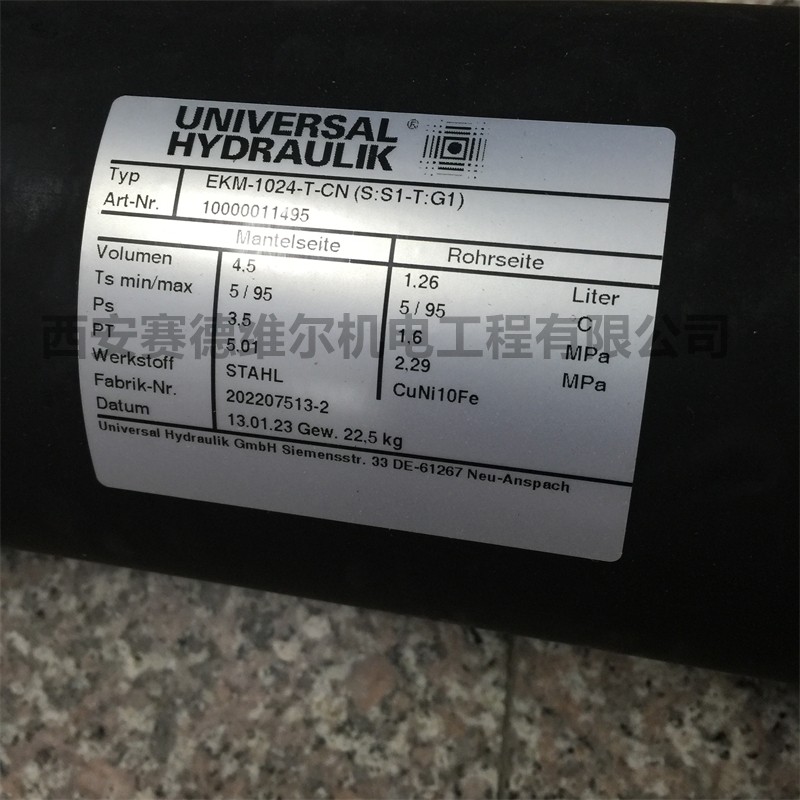 UNIVERSAL
HYDRAULIK ®
Typ EKM-1024-T-CN (S:S1-T:G1)
Art-Nr. 10000011495
Mantelseite Rohrseite
Volumen 4,5 1.26 Liter
Ts min/max 5 / 95 5 / 95 C
Ps 3,5 1.6 MPa
PT 5.01 2,29 MPa
Werkstoff STAHL CuNi10Fe
Fabrik-Nr. 202207513-2
Datum 13.01.23 Gew. 22,5 kg
Universal Hydraulik GmbH Siemensstr. 33 DE-61267 Neu-Anspach
西安赛德维尔机电工程有限公司